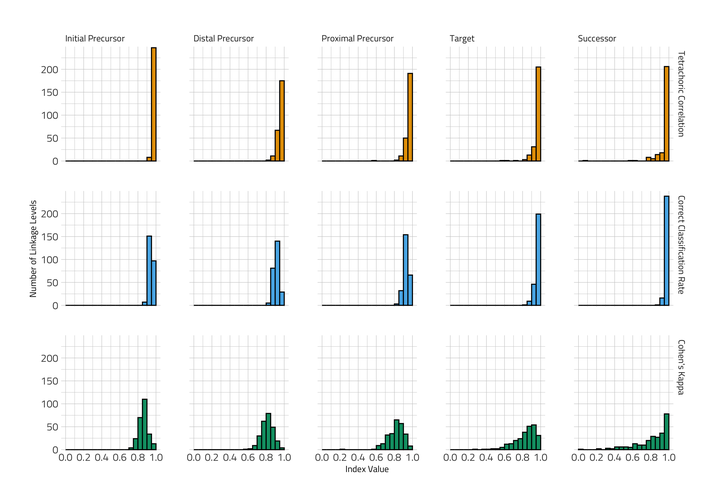 Initial Precursor
Distal Precursor
Proximal Precursor
Target
Successor
200
150
100
50
0
Tetrachoric Correlation
200
150
100
50
0
Correct Classification Rate
200
150
100
50
0
Cohen's Kappa
Number of Linkage Levels
0.0 0.2 0.4 0.6 0.8 1.0
0.0 0.2 0.4 0.6 0.8 1.0
0.0 0.2 0.4 0.6 0.8 1.0
0.0 0.2 0.4 0.6 0.8 1.0
0.0 0.2 0.4 0.6 0.8 1.0
Index Value